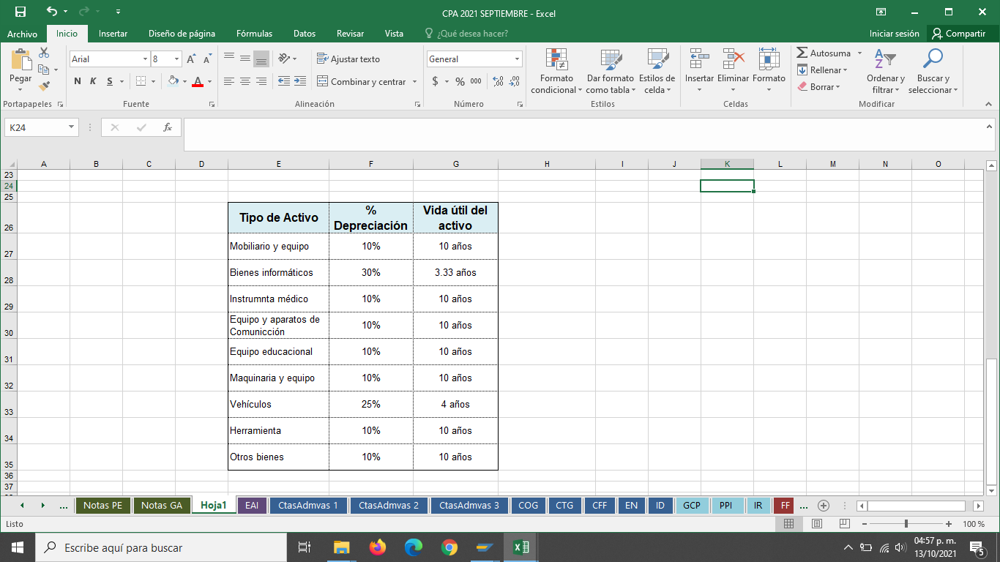 CPA 2021 SEPTIEMBRE - Excel
Archivo Inicio Insertar Diseño de página Fórmulas Datos Revisar Vista ¿Qué desea hacer? Iniciar sesión Compartir
Pegar
Portapapeles
Arial 8
N K S
Fuente
Ajustar texto
Combinar y centrar
Alineación
General
$ % 000
Número
Formato condicional
Dar formato como tabla
Estilos de celda
Estilos
Insertar Eliminar Formato
Celdas
Autosuma
Rellenar
Borrar
Ordenar y filtrar
Buscar y seleccionar
Modificar
K24 fx
A B C D E F G H I J K L M N O
23
24
25
26 Tipo de Activo % Depreciación Vida útil del activo
27 Mobiliario y equipo 10% 10 años
28 Bienes informáticos 30% 3.33 años
29 Instrumnta médico 10% 10 años
30 Equipo y aparatos de Comunicción 10% 10 años
31 Equipo educacional 10% 10 años
32 Maquinaria y equipo 10% 10 años
33 Vehículos 25% 4 años
34 Herramienta 10% 10 años
35 Otros bienes 10% 10 años
36
37
... Notas PE Notas GA Hoja1 EAI CtasAdmvas 1 CtasAdmvas 2 CtasAdmvas 3 COG CTG CFF EN ID GCP PPI IR FF ...
Listo 100 %
Escribe aquí para buscar
04:57 p. m.
13/10/2021
5